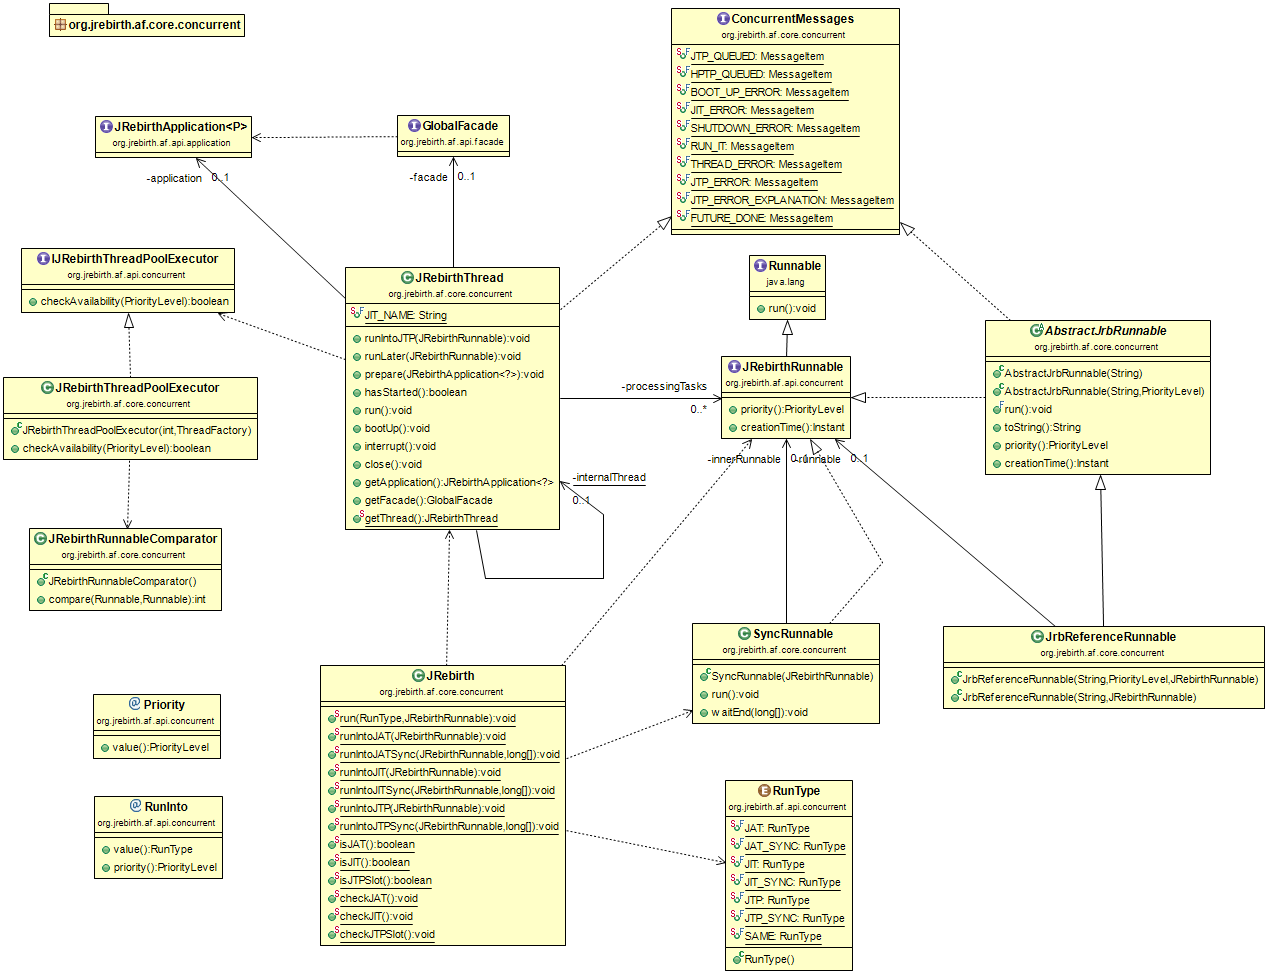 org.jrebirth.af.core.concurrent
ConcurrentMessages
org.jrebirth.af.core.concurrent
JTP_QUEUED: MessageItem
HPTP_QUEUED: MessageItem
BOOT_UP_ERROR: MessageItem
JIT_ERROR: MessageItem
SHUTDOWN_ERROR: MessageItem
RUN_IT: MessageItem
THREAD_ERROR: MessageItem
JTP_ERROR: MessageItem
JTP_ERROR_EXPLANATION: MessageItem
FUTURE_DONE: MessageItem
JRebirthApplication<P>
org.jrebirth.af.api.application
GlobalFacade
org.jrebirth.af.api.facade
-application 0..1
-facade 0..1
IJRebirthThreadPoolExecutor
org.jrebirth.af.api.concurrent
checkAvailability(PriorityLevel):boolean
JRebirthThread
org.jrebirth.af.core.concurrent
JIT_NAME: String
runIntoJTP(JRebirthRunnable):void
runLater(JRebirthRunnable):void
prepare(JRebirthApplication<?>):void
hasStarted():boolean
run():void
bootUp():void
interrupt():void
close():void
getApplication():JRebirthApplication<?>
getFacade():GlobalFacade
getThread():JRebirthThread
Runnable
java.lang
run():void
JRebirthRunnable
org.jrebirth.af.api.concurrent
priority():PriorityLevel
creationTime():Instant
-processingTasks
0..*
AbstractJrbRunnable
org.jrebirth.af.core.concurrent
AbstractJrbRunnable(String)
AbstractJrbRunnable(String,PriorityLevel)
run():void
toString():String
priority():PriorityLevel
creationTime():Instant
JRebirthThreadPoolExecutor
org.jrebirth.af.core.concurrent
JRebirthThreadPoolExecutor(int,ThreadFactory)
checkAvailability(PriorityLevel):boolean
-innerRunnable 0..1
-runnable 0..1
-internalThread
0..1
JRebirthRunnableComparator
org.jrebirth.af.core.concurrent
JRebirthRunnableComparator()
compare(Runnable,Runnable):int
SyncRunnable
org.jrebirth.af.core.concurrent
SyncRunnable(JRebirthRunnable)
run():void
waitEnd(long[]):void
JrbReferenceRunnable
org.jrebirth.af.core.concurrent
JrbReferenceRunnable(String,PriorityLevel,JRebirthRunnable)
JrbReferenceRunnable(String,JRebirthRunnable)
JRebirth
org.jrebirth.af.core.concurrent
run(RunType,JRebirthRunnable):void
runIntoJAT(JRebirthRunnable):void
runIntoJATSync(JRebirthRunnable,long[]):void
runIntoJIT(JRebirthRunnable):void
runIntoJITSync(JRebirthRunnable,long[]):void
runIntoJTP(JRebirthRunnable):void
runIntoJTPSync(JRebirthRunnable,long[]):void
isJAT():boolean
isJIT():boolean
isJTPSlot():boolean
checkJAT():void
checkJIT():void
checkJTPSlot():void
Priority
org.jrebirth.af.api.concurrent
value():PriorityLevel
RunInto
org.jrebirth.af.api.concurrent
value():RunType
priority():PriorityLevel
RunType
org.jrebirth.af.api.concurrent
JAT: RunType
JAT_SYNC: RunType
JIT: RunType
JIT_SYNC: RunType
JTP: RunType
JTP_SYNC: RunType
SAME: RunType
RunType()